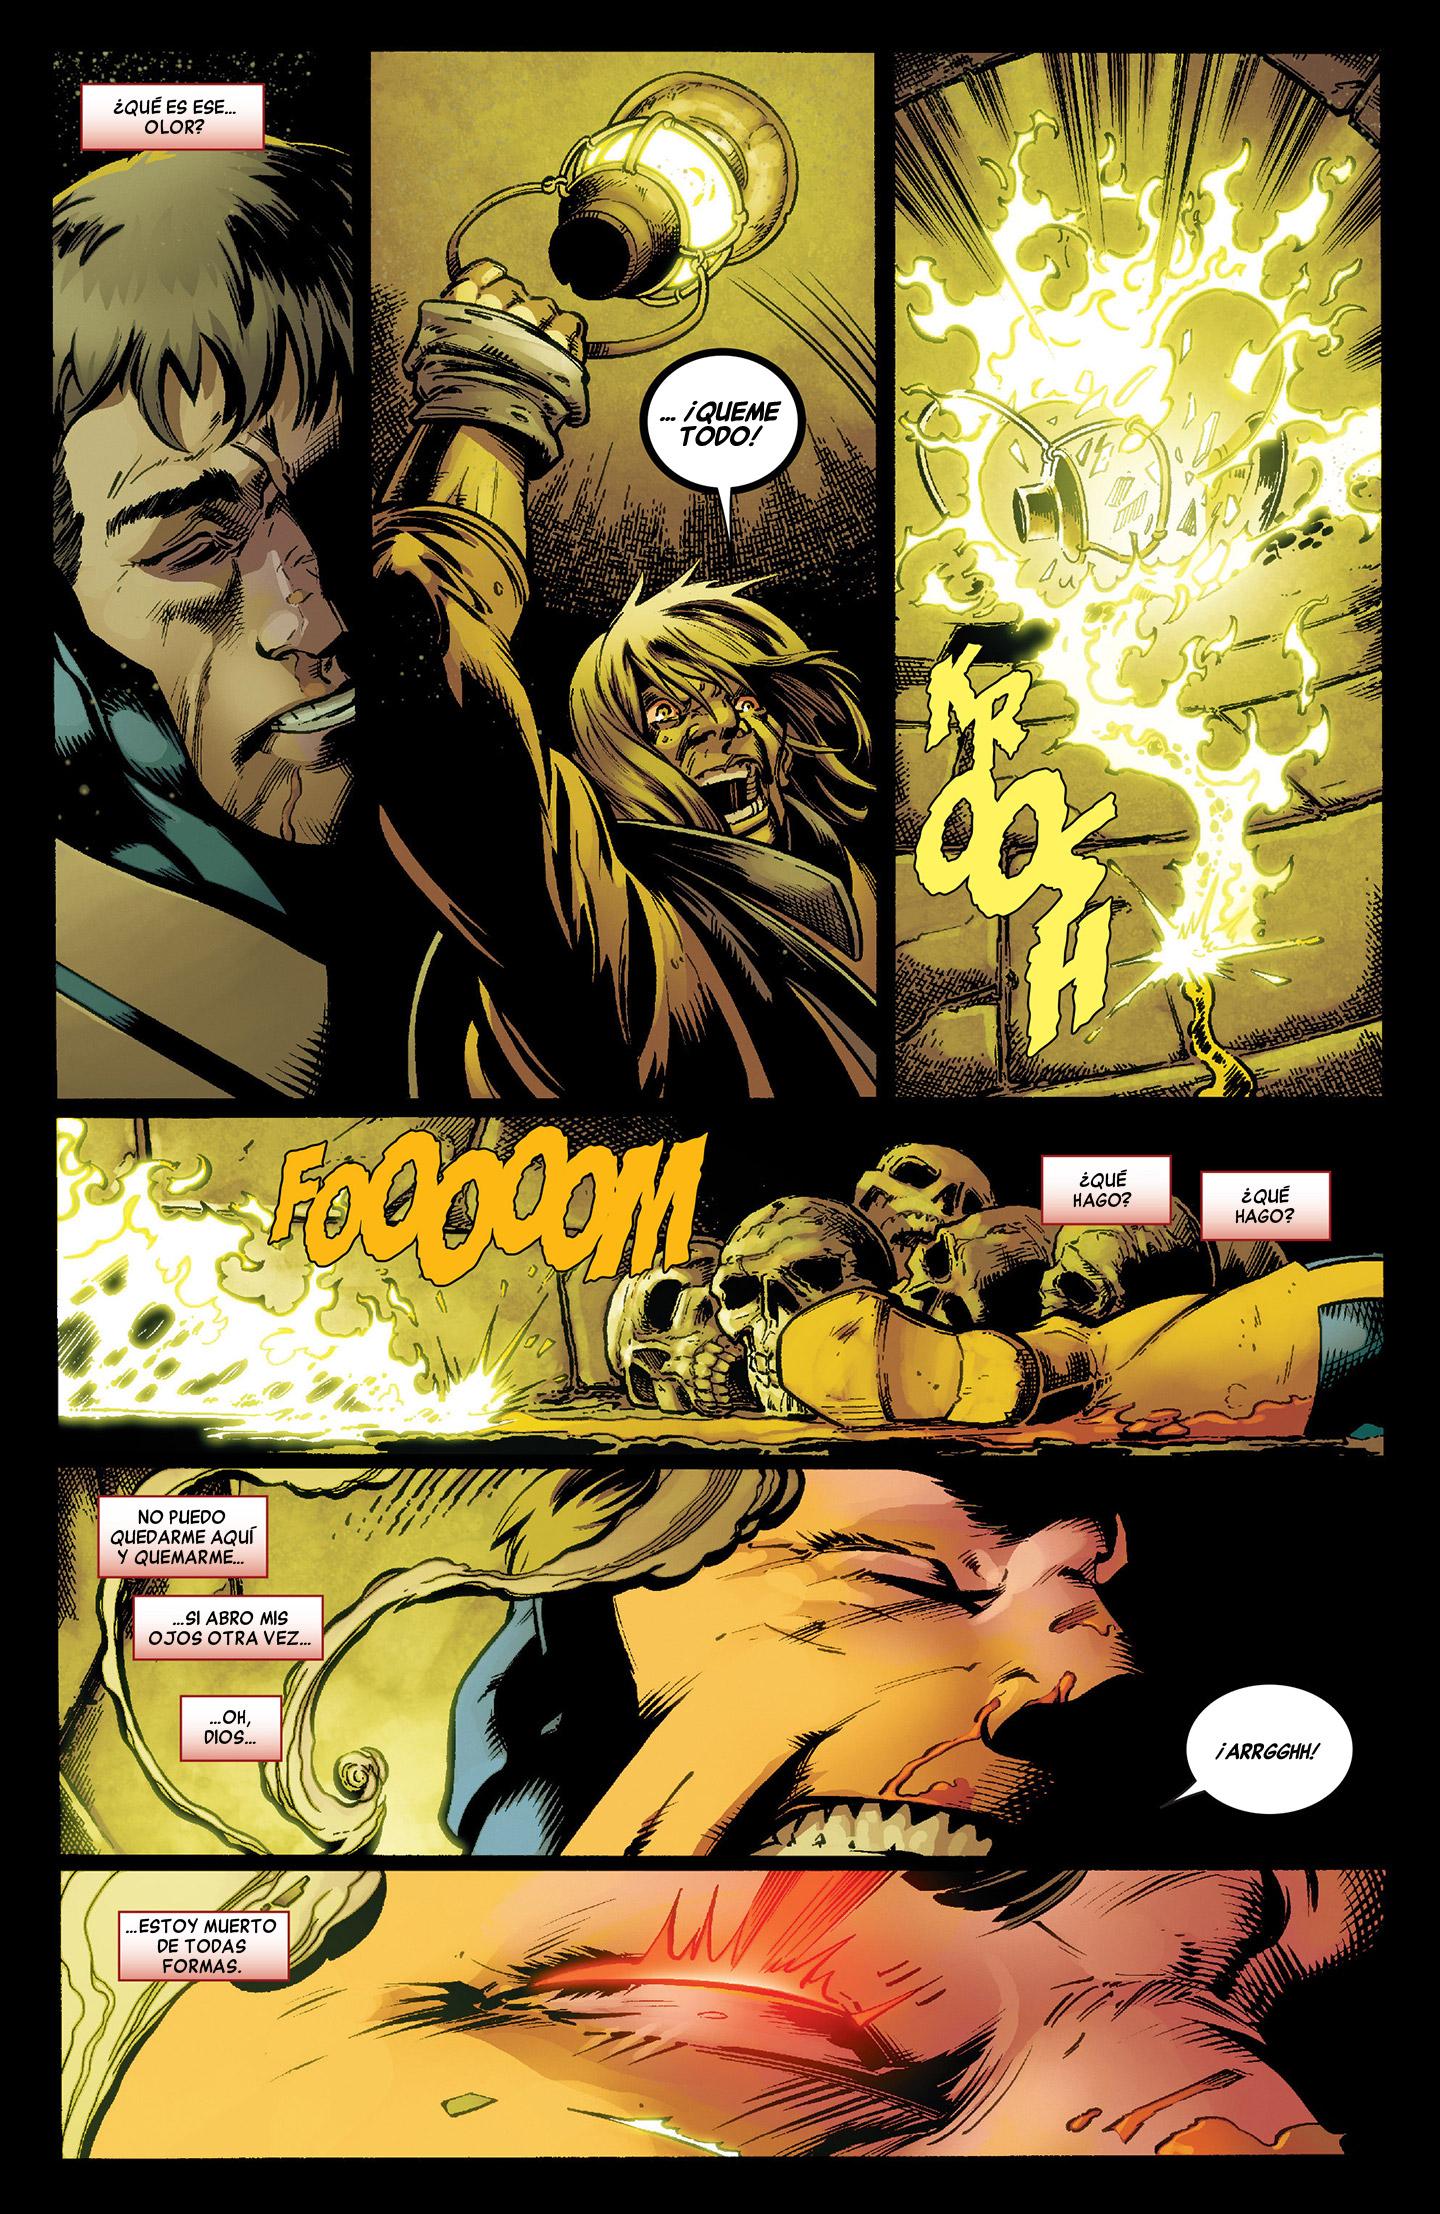 ¿QUÉ ES ESE...
OLOR?
... ¡QUEME
TODO!
KROOSH
FOOOOOM
¿QUÉ
HAGO?
¿QUÉ
HAGO?
NO PUEDO
QUEDARME AQUÍ
Y QUEMARME...
...SI ABRO MIS
OJOS OTRA VEZ...
...OH,
DIOS...
¡ARRGGHH!
...ESTOY MUERTO
DE TODAS
FORMAS.